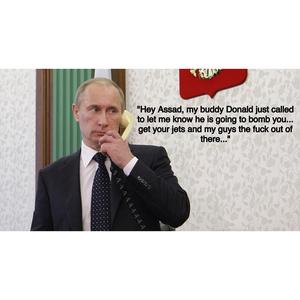 "Hey Assad, my buddy Donald just called
to let me know he is going to bomb you...
get your jets and my guys the fuck out of
there..."